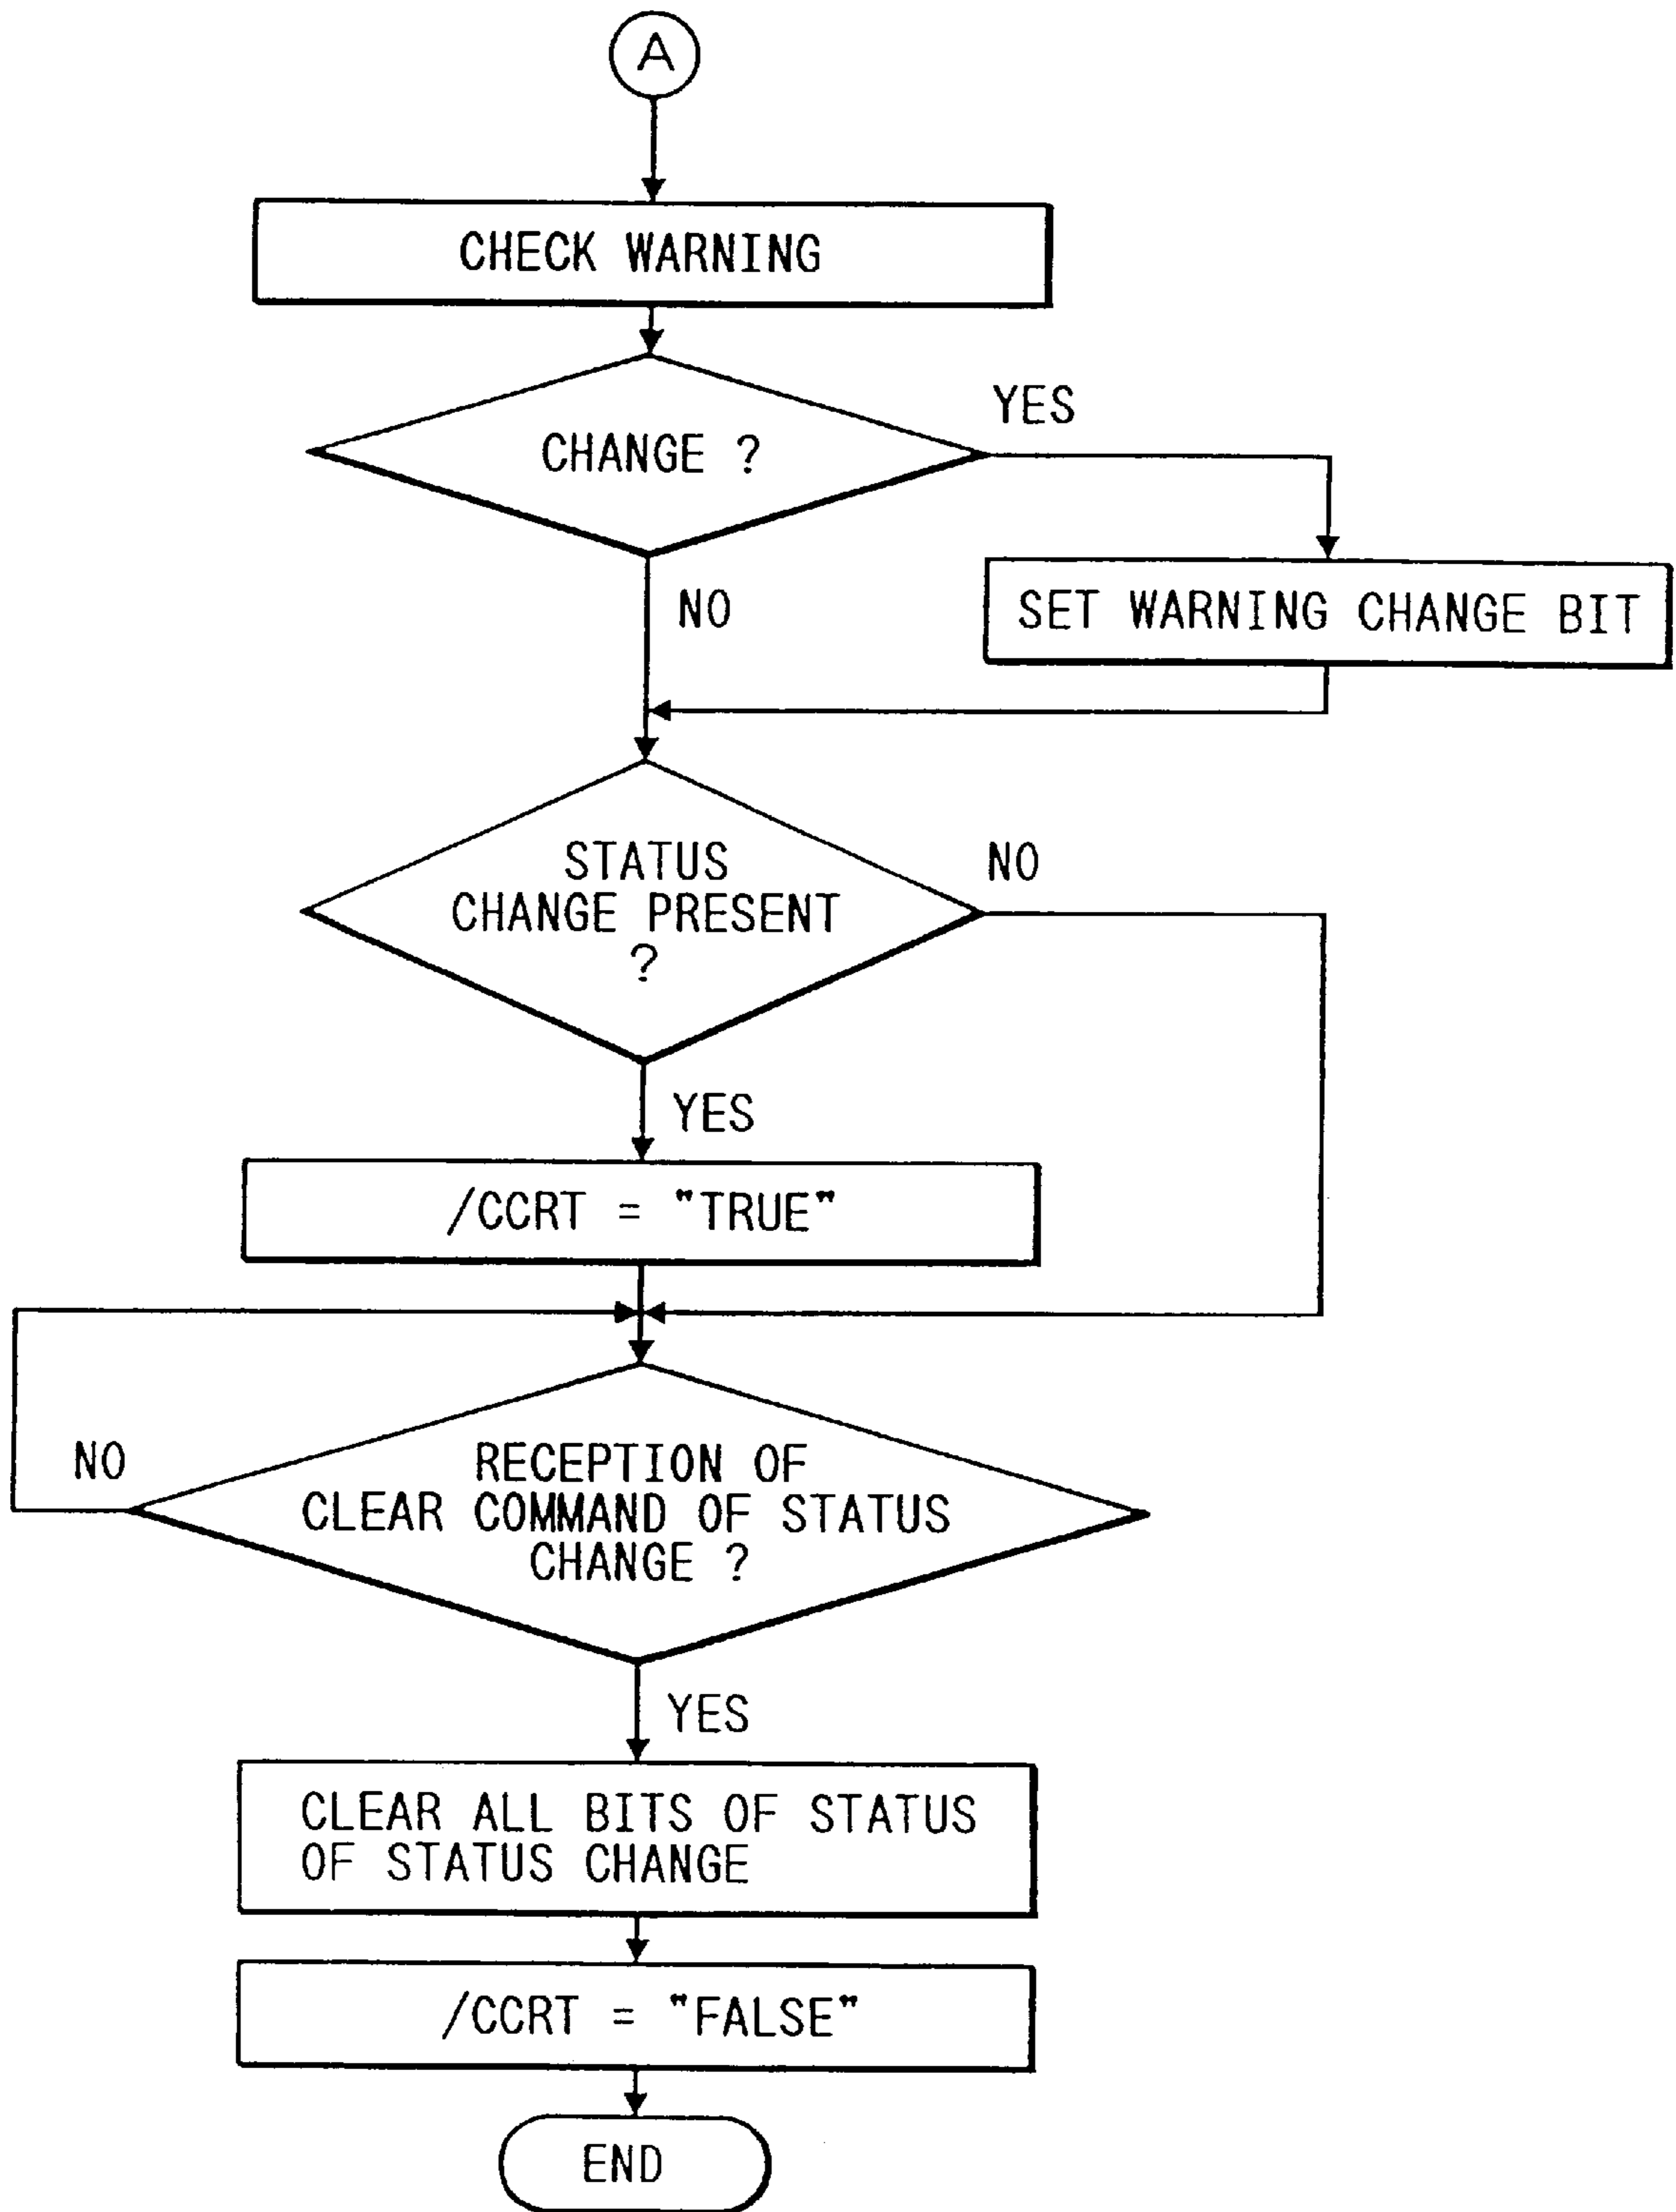 A
CHECK WARNING
CHANGE ?
YES
NO
SET WARNING CHANGE BIT
STATUS
CHANGE PRESENT
?
NO
YES
/CCRT = "TRUE"
NO
RECEPTION OF
CLEAR COMMAND OF STATUS
CHANGE ?
YES
CLEAR ALL BITS OF STATUS
OF STATUS CHANGE
/CCRT = "FALSE"
END